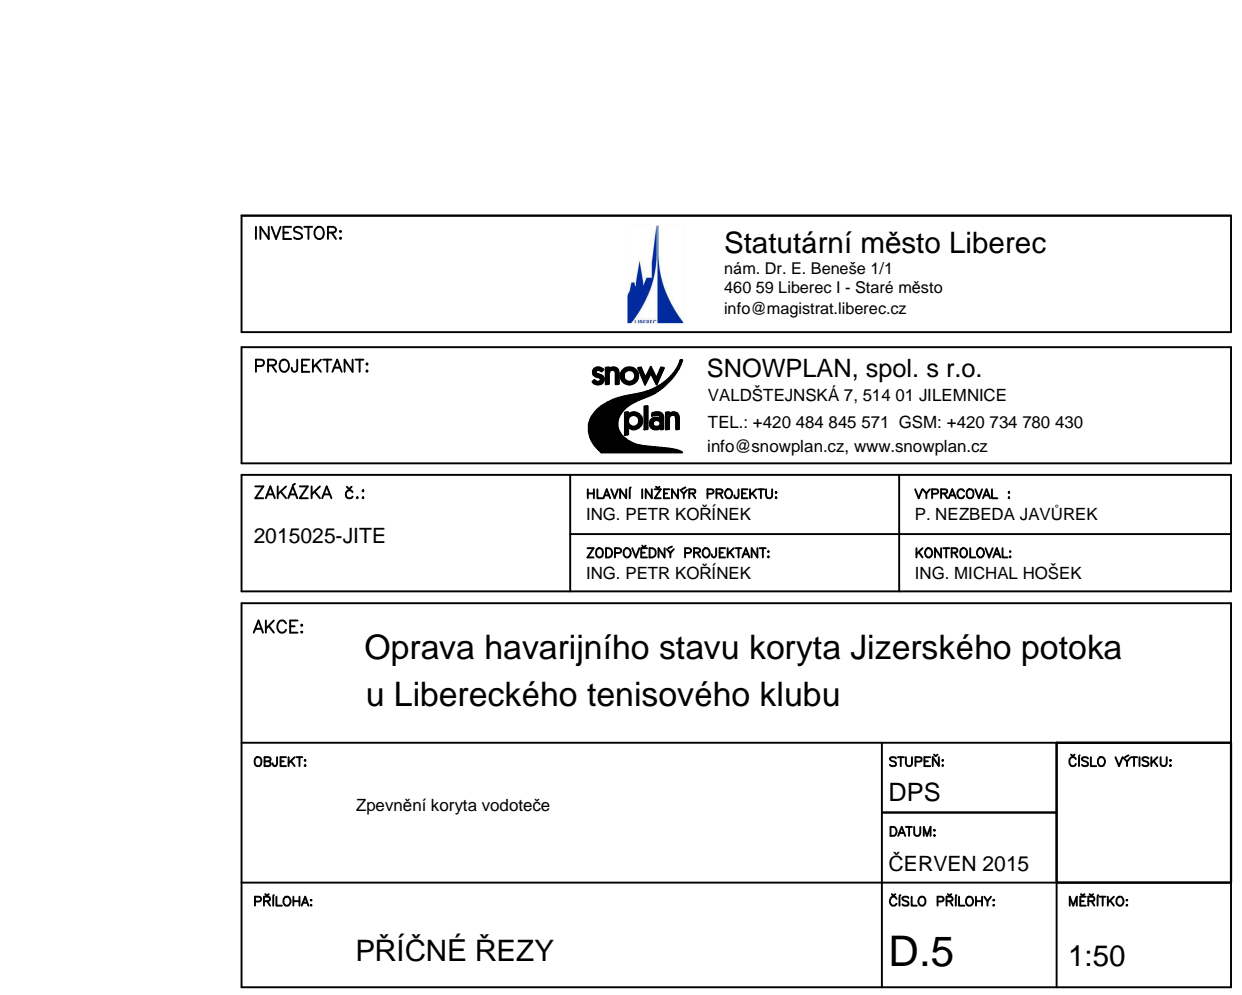 INVESTOR:
LIBEREC
Statutární město Liberec
nám. Dr. E. Beneše 1/1
460 59 Liberec I - Staré město
info@magistrat.liberec.cz
PROJEKTANT:
snow
plan
SNOWPLAN, spol. s r.o.
VALDŠTEJNSKÁ 7, 514 01 JILEMNICE
TEL.: +420 484 845 571 GSM: +420 734 780 430
info@snowplan.cz, www.snowplan.cz
ZAKÁZKA č.:
2015025-JITE
HLAVNÍ INŽENÝR PROJEKTU:
ING. PETR KOŘÍNEK
VYPRACOVAL :
P. NEZBEDA JAVŮREK
ZODPOVĚDNÝ PROJEKTANT:
ING. PETR KOŘÍNEK
KONTROLOVAL:
ING. MICHAL HOŠEK
AKCE:
Oprava havarijního stavu koryta Jizerského potoka
u Libereckého tenisového klubu
OBJEKT:
Zpevnění koryta vodoteče
STUPEŇ:
DPS
DATUM:
ČERVEN 2015
ČÍSLO VÝTISKU:
PŘÍLOHA:
PŘÍČNÉ ŘEZY
ČÍSLO PŘÍLOHY:
D.5
MĚŘÍTKO:
1:50